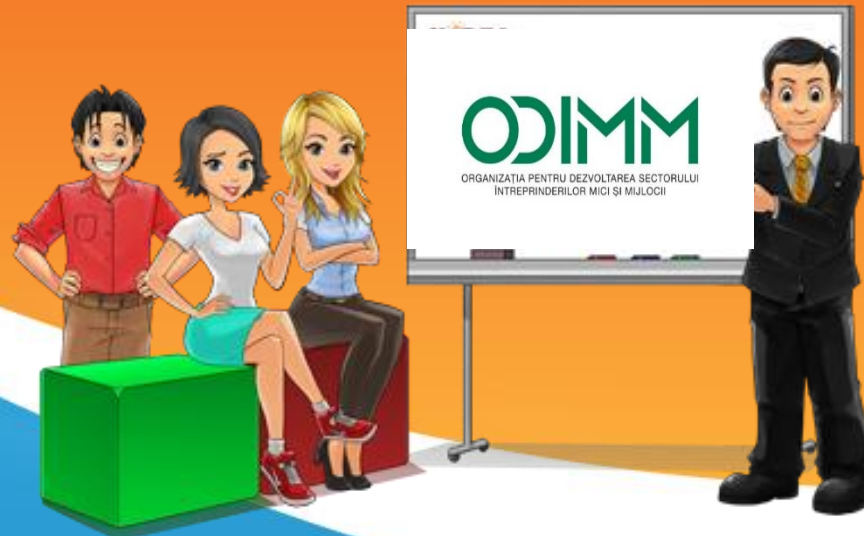 ODIMM
ORGANIZAȚIA PENTRU DEZVOLTAREA SECTORULUI
ÎNTREPRINDERILOR MICI ȘI MIJLOCII